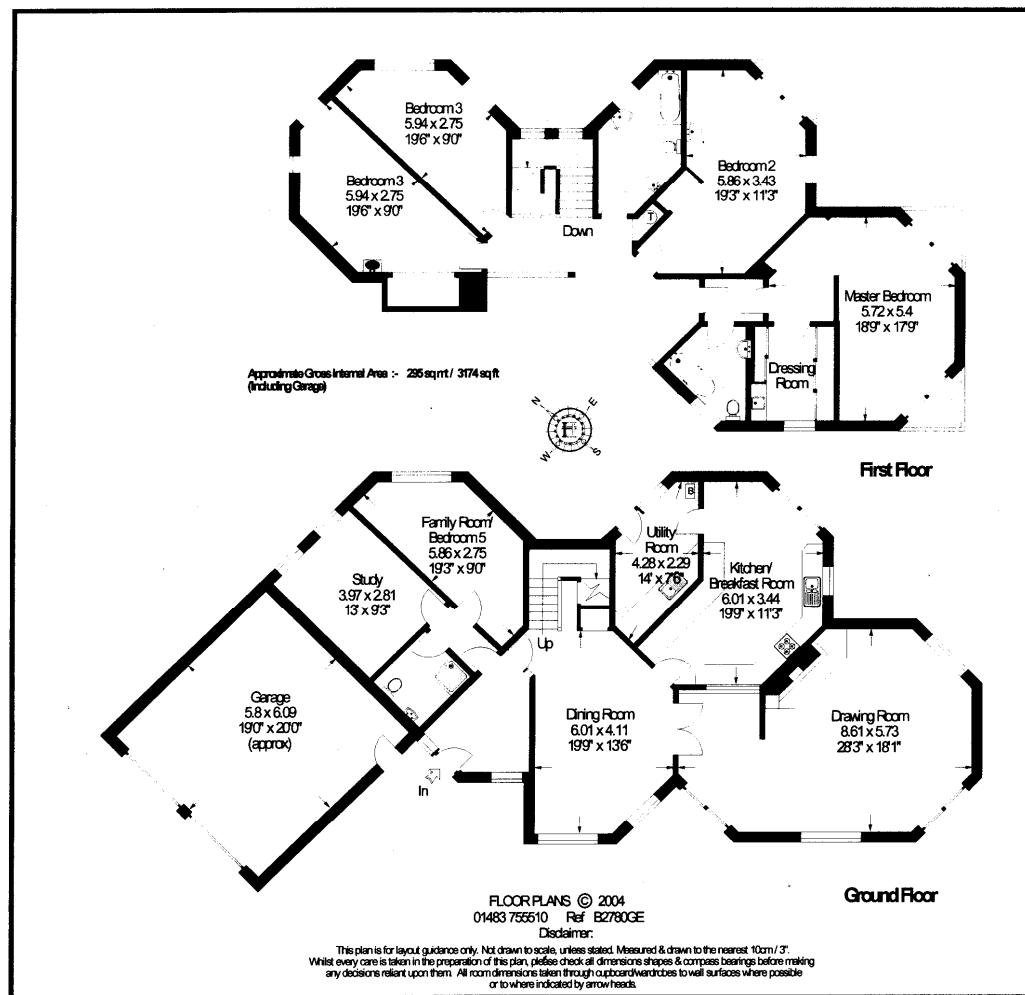 Bedroom 3
5.94 x 2.75
19'6" x 9'0"
Bedroom 3
5.94 x 2.75
19'6" x 9'0"
Bedroom 2
5.86 x 3.43
19'3" x 11'3"
T
Down
Master Bedroom
5.72 x 5.4
18'9" x 17'9"
Dressing
Room
Approximate Gross Internal Area :- 295 sq mt / 3174 sq ft
(Including Garage)
N
E
W
S
First Floor
Family Room/
Bedroom 5
5.86 x 2.75
19'3" x 9'0"
B
Utility
Room
4.28 x 2.29
14' x 7'6"
Kitchen/
Breakfast Room
6.01 x 3.44
19'9" x 11'3"
Study
3.97 x 2.81
13' x 9'3"
Up
Garage
5.8 x 6.09
19'0" x 20'0"
(approx)
Dining Room
6.01 x 4.11
19'9" x 13'6"
Drawing Room
8.61 x 5.73
28'3" x 18'1"
In
Ground Floor
FLOOR PLANS © 2004
01483 755510 Ref B2780GE
Disclaimer:
This plan is for layout guidance only. Not drawn to scale, unless stated. Measured & drawn to the nearest 10cm / 3".
Whilst every care is taken in the preparation of this plan, please check all dimensions shapes & compass bearings before making
any decisions reliant upon them. All room dimensions taken through cupboard/wardrobes to wall surfaces where possible
or to where indicated by arrow heads.